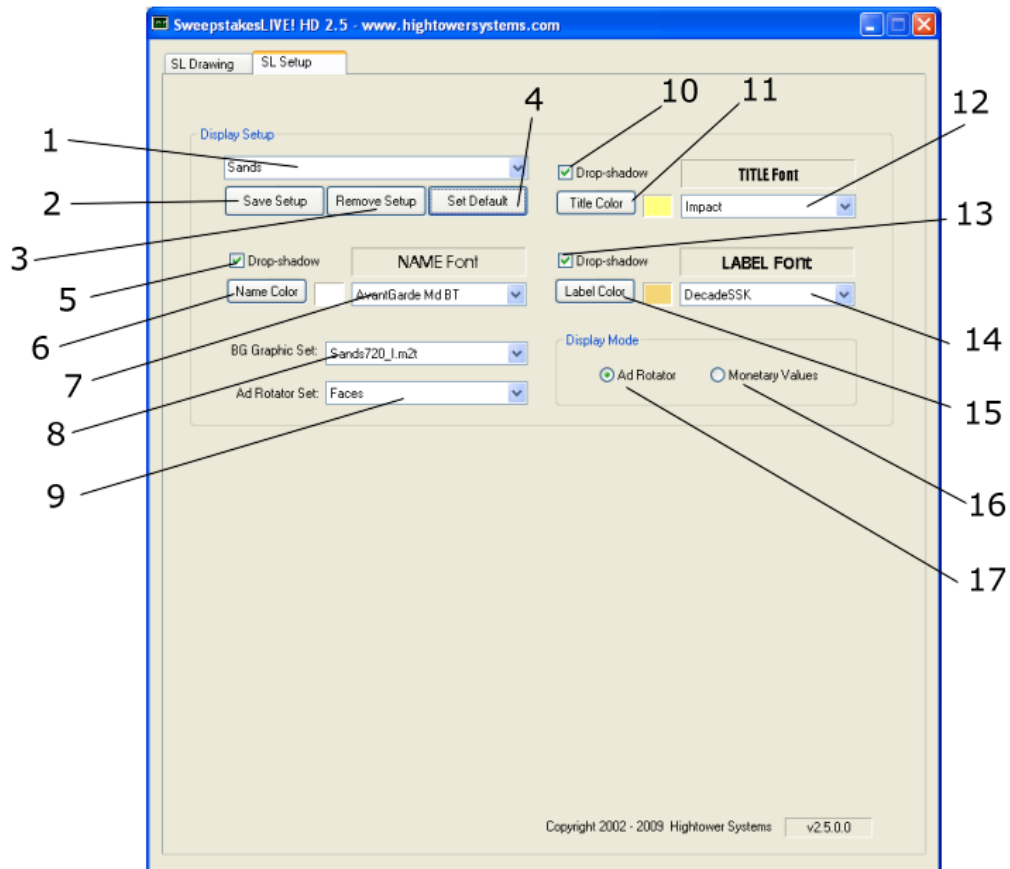 SweepstakesLIVE! HD 2.5 - www.hightowersystems.com
SL Drawing SL Setup
4 10 11 12
1 Display Setup
Sands Drop-shadow TITLE Font
2 Save Setup Remove Setup Set Default Title Color Impact
3 13
5 Drop-shadow NAME Font Drop-shadow LABEL Font
6 Name Color AvantGarde Md BT Label Color DecadeSSK
14
7 BG Graphic Set: Sands720_l.m2t Display Mode
Ad Rotator Monetary Values
8 Ad Rotator Set: Faces 15
9 16
17
Copyright 2002 - 2009 Hightower Systems v2.5.0.0